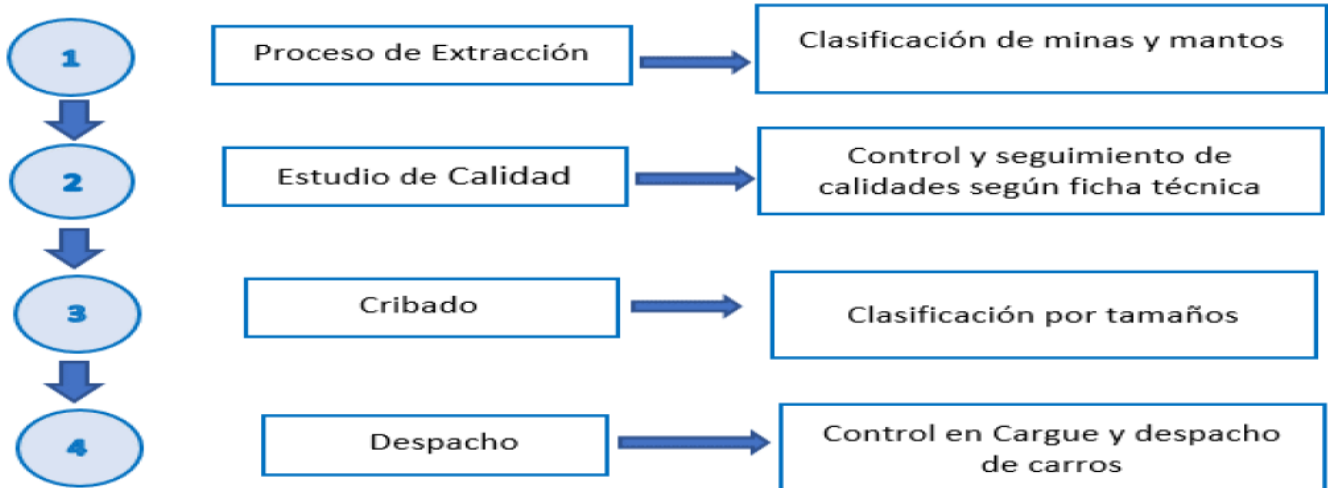 1
Proceso de Extracción
Clasificación de minas y mantos
2
Estudio de Calidad
Control y seguimiento de
calidades según ficha técnica
3
Cribado
Clasificación por tamaños
4
Despacho
Control en Cargue y despacho
de carros